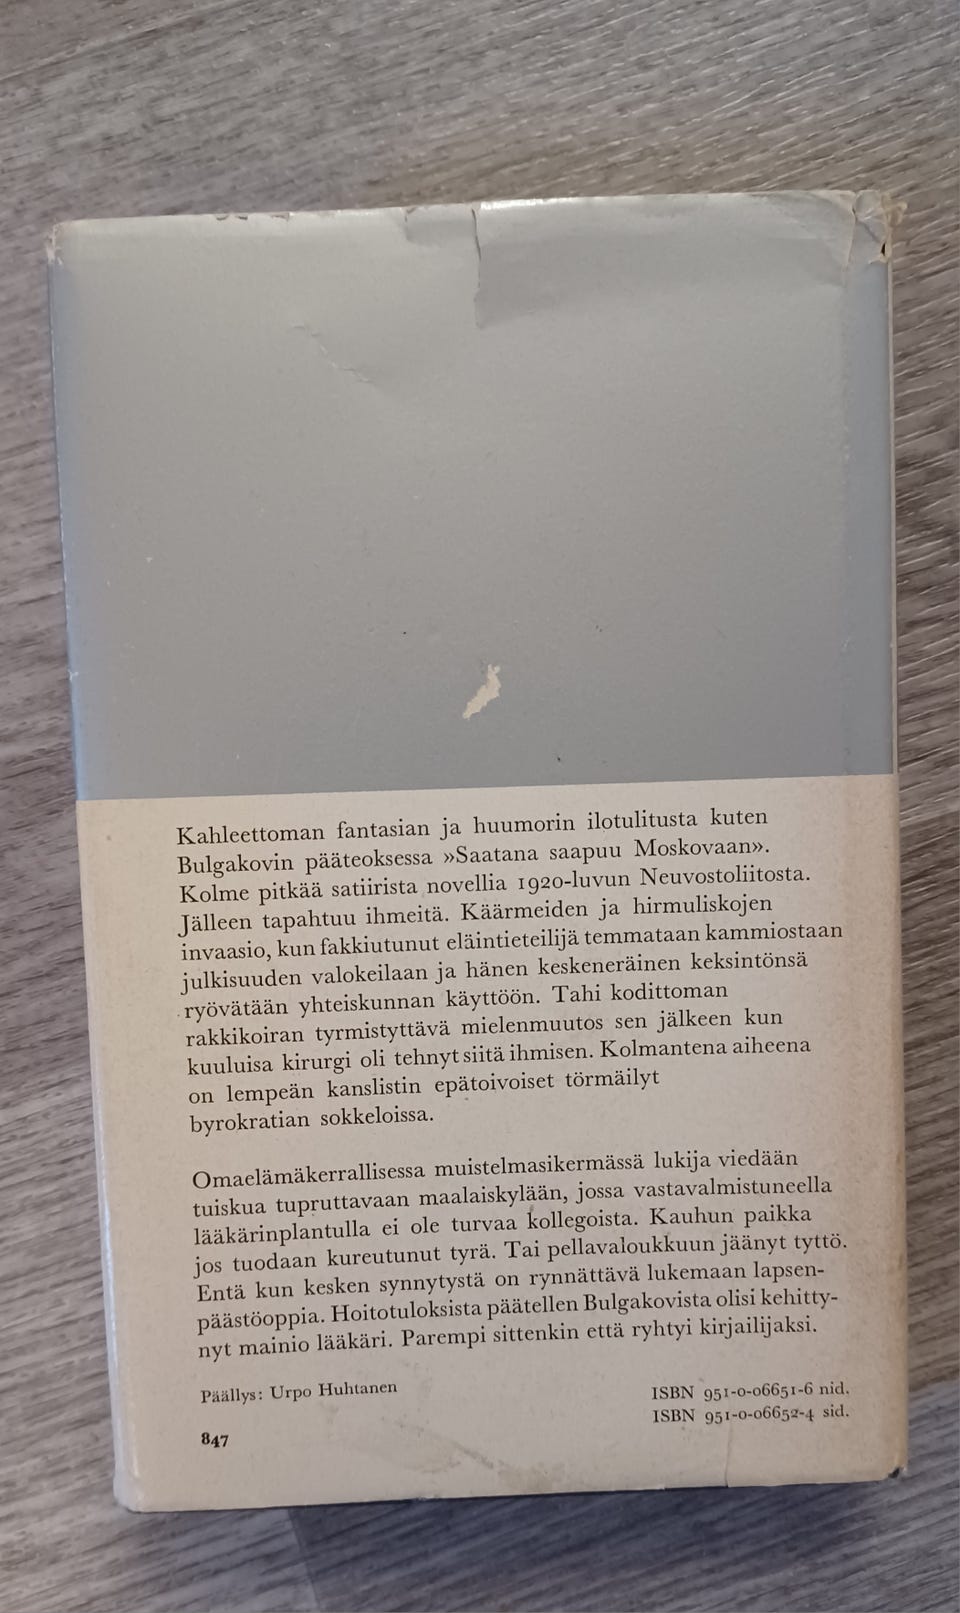 Kahleettoman fantasian ja huumorin ilotulitusta kuten
Bulgakovin pääteoksessa »Saatana saapuu Moskovaan».
Kolme pitkää satiirista novellia 1920-luvun Neuvostoliitosta.
Jälleen tapahtuu ihmeitä. Käärmeiden ja hirmuliskojen
invaasio, kun fakkiutunut eläintieteilijä temmataan kammiostaan
julkisuuden valokeilaan ja hänen keskeneräinen keksintönsä
ryövätään yhteiskunnan käyttöön. Tahi kodittoman
rakkikoiran tyrmistyttävä mielenmuutos sen jälkeen kun
kuuluisa kirurgi oli tehnyt siitä ihmisen. Kolmantena aiheena
on lempeän kanslistin epätoivoiset törmäilyt
byrokratian sokkeloissa.
Omaelämäkerrallisessa muistelmasikermässä lukija viedään
tuiskua tupruttavaan maalaiskylään, jossa vastavalmistuneella
lääkärinplantulla ei ole turvaa kollegoista. Kauhun paikka
jos tuodaan kureutunut tyrä. Tai pellavaloukkuun jäänyt tyttö.
Entä kun kesken synnytystä on rynnättävä lukemaan lapsen-
päästöoppia. Hoitotuloksista päätellen Bulgakovista olisi kehitty-
nyt mainio lääkäri. Parempi sittenkin että ryhtyi kirjailijaksi.
Päällys: Urpo Huhtanen
ISBN 951-0-06651-6 nid.
ISBN 951-0-06652-4 sid.
847